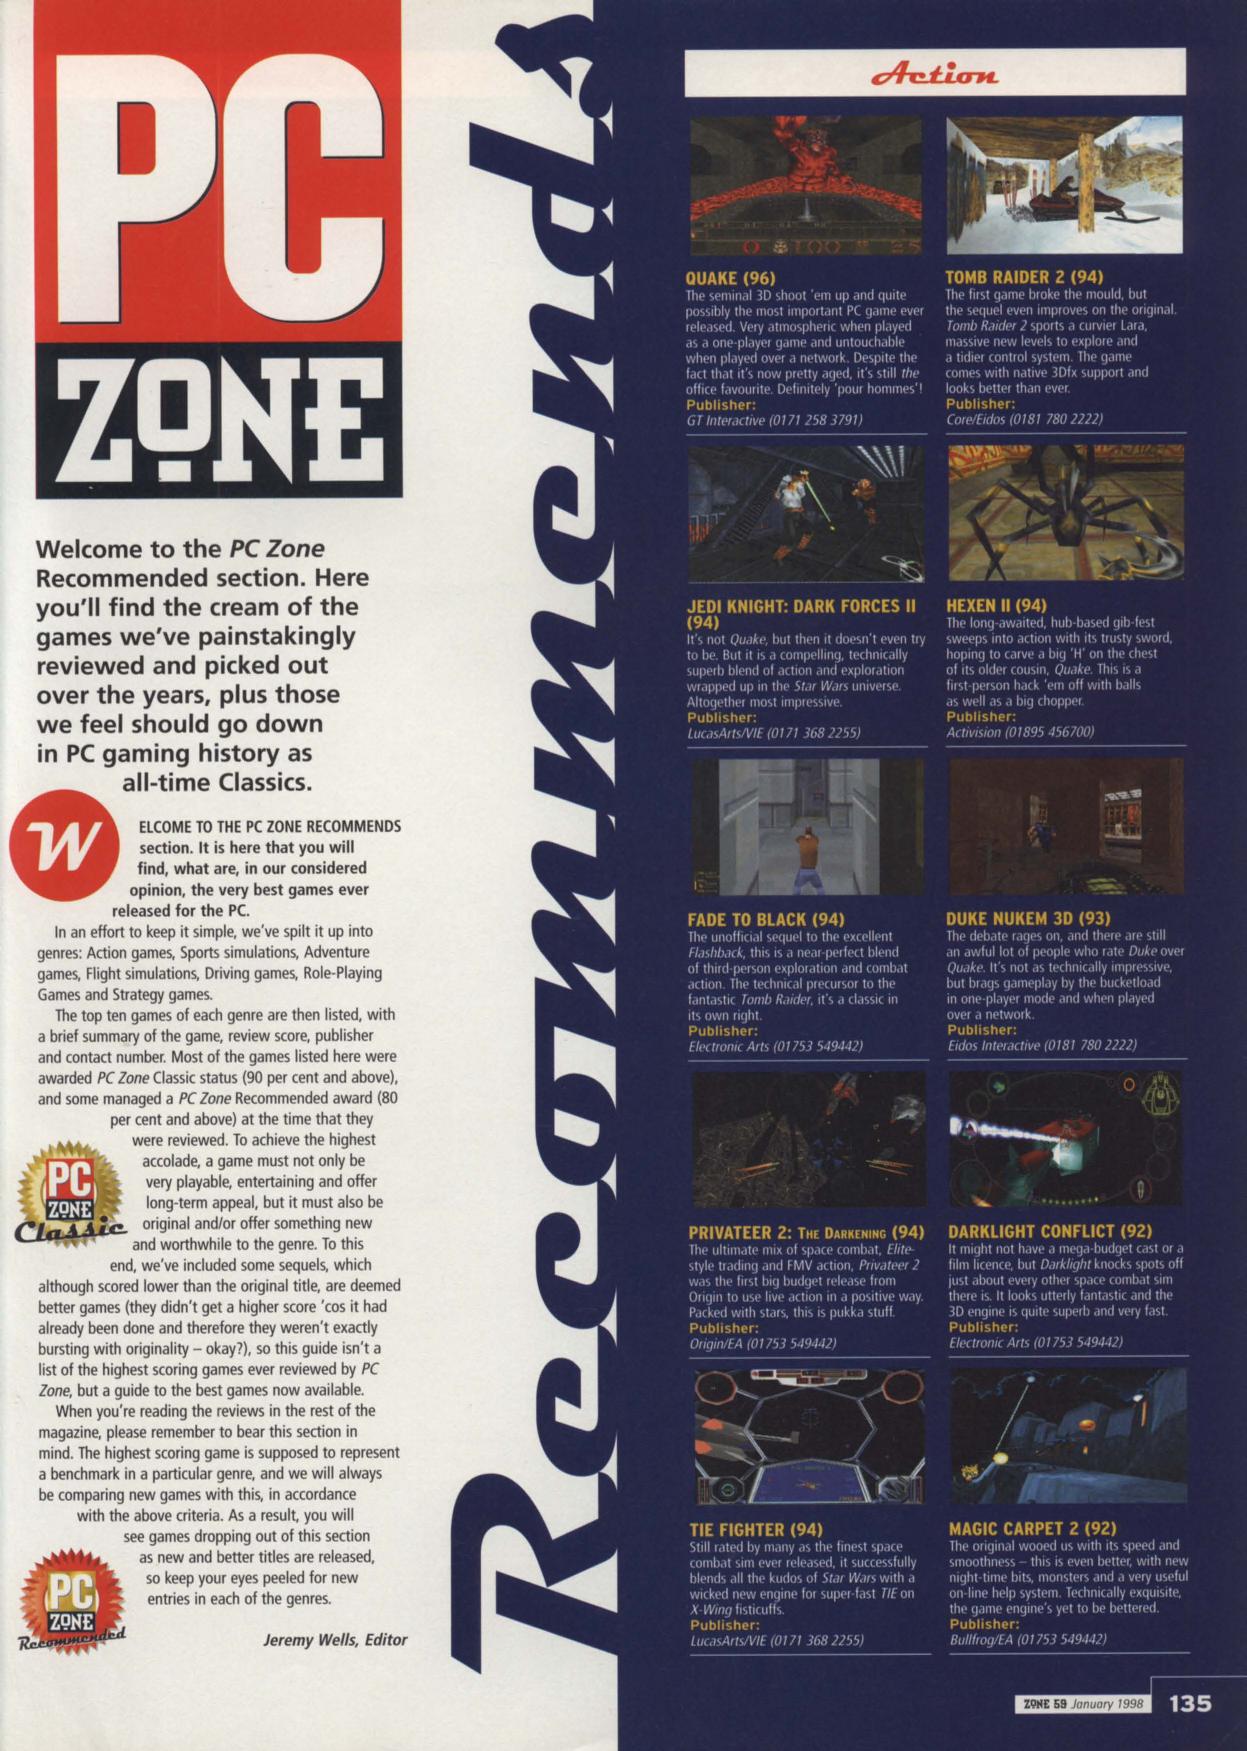 PC
ZONE
Recommends
Welcome to the PC Zone
Recommended section. Here
you'll find the cream of the
games we've painstakingly
reviewed and picked out
over the years, plus those
we feel should go down
in PC gaming history as
all-time Classics.
W
ELCOME TO THE PC ZONE RECOMMENDS
section. It is here that you will
find, what are, in our considered
opinion, the very best games ever
released for the PC.
In an effort to keep it simple, we've spilt it up into
genres: Action games, Sports simulations, Adventure
games, Flight simulations, Driving games, Role-Playing
Games and Strategy games.
The top ten games of each genre are then listed, with
a brief summary of the game, review score, publisher
and contact number. Most of the games listed here were
awarded PC Zone Classic status (90 per cent and above),
and some managed a PC Zone Recommended award (80
per cent and above) at the time that they
were reviewed. To achieve the highest
accolade, a game must not only be
very playable, entertaining and offer
long-term appeal, but it must also be
original and/or offer something new
and worthwhile to the genre. To this
end, we've included some sequels, which
although scored lower than the original title, are deemed
better games (they didn't get a higher score 'cos it had
already been done and therefore they weren't exactly
bursting with originality – okay?), so this guide isn't a
list of the highest scoring games ever reviewed by PC
Zone, but a guide to the best games now available.
When you're reading the reviews in the rest of the
magazine, please remember to bear this section in
mind. The highest scoring game is supposed to represent
a benchmark in a particular genre, and we will always
be comparing new games with this, in accordance
with the above criteria. As a result, you will
see games dropping out of this section
as new and better titles are released,
so keep your eyes peeled for new
entries in each of the genres.
Jeremy Wells, Editor
PC
ZONE
Classic
PC
ZONE
Recommended
Action
0 100 25
QUAKE (96)
The seminal 3D shoot 'em up and quite
possibly the most important PC game ever
released. Very atmospheric when played
as a one-player game and untouchable
when played over a network. Despite the
fact that it's now pretty aged, it's still the
office favourite. Definitely 'pour hommes'!
Publisher:
GT Interactive (0171 258 3791)
TOMB RAIDER 2 (94)
The first game broke the mould, but
the sequel even improves on the original.
Tomb Raider 2 sports a curvier Lara,
massive new levels to explore and
a tidier control system. The game
comes with native 3Dfx support and
looks better than ever.
Publisher:
Core/Eidos (0181 780 2222)
JEDI KNIGHT: DARK FORCES II
(94)
It's not Quake, but then it doesn't even try
to be. But it is a compelling, technically
superb blend of action and exploration
wrapped up in the Star Wars universe.
Altogether most impressive.
Publisher:
LucasArts/VIE (0171 368 2255)
HEXEN II (94)
The long-awaited, hub-based gib-fest
sweeps into action with its trusty sword,
hoping to carve a big 'H' on the chest
of its older cousin, Quake. This is a
first-person hack 'em off with balls
as well as a big chopper.
Publisher:
Activision (01895 456700)
FADE TO BLACK (94)
The unofficial sequel to the excellent
Flashback, this is a near-perfect blend
of third-person exploration and combat
action. The technical precursor to the
fantastic Tomb Raider, it's a classic in
its own right.
Publisher:
Electronic Arts (01753 549442)
DUKE NUKEM 3D (93)
The debate rages on, and there are still
an awful lot of people who rate Duke over
Quake. It's not as technically impressive,
but brags gameplay by the bucketload
in one-player mode and when played
over a network.
Publisher:
Eidos Interactive (0181 780 2222)
PRIVATEER 2: THE DARKENING (94)
The ultimate mix of space combat, Elite-
style trading and FMV action, Privateer 2
was the first big budget release from
Origin to use live action in a positive way.
Packed with stars, this is pukka stuff.
Publisher:
Origin/EA (01753 549442)
DARKLIGHT CONFLICT (92)
It might not have a mega-budget cast or a
film licence, but Darklight knocks spots off
just about every other space combat sim
there is. It looks utterly fantastic and the
3D engine is quite superb and very fast.
Publisher:
Electronic Arts (01753 549442)
TIE FIGHTER (94)
Still rated by many as the finest space
combat sim ever released, it successfully
blends all the kudos of Star Wars with a
wicked new engine for super-fast TIE on
X-Wing fisticuffs.
Publisher:
LucasArts/VIE (0171 368 2255)
MAGIC CARPET 2 (92)
The original wooed us with its speed and
smoothness – this is even better, with new
night-time bits, monsters and a very useful
on-line help system. Technically exquisite,
the game engine's yet to be bettered.
Publisher:
Bullfrog/EA (01753 549442)
ZONE 59 January 1998
135